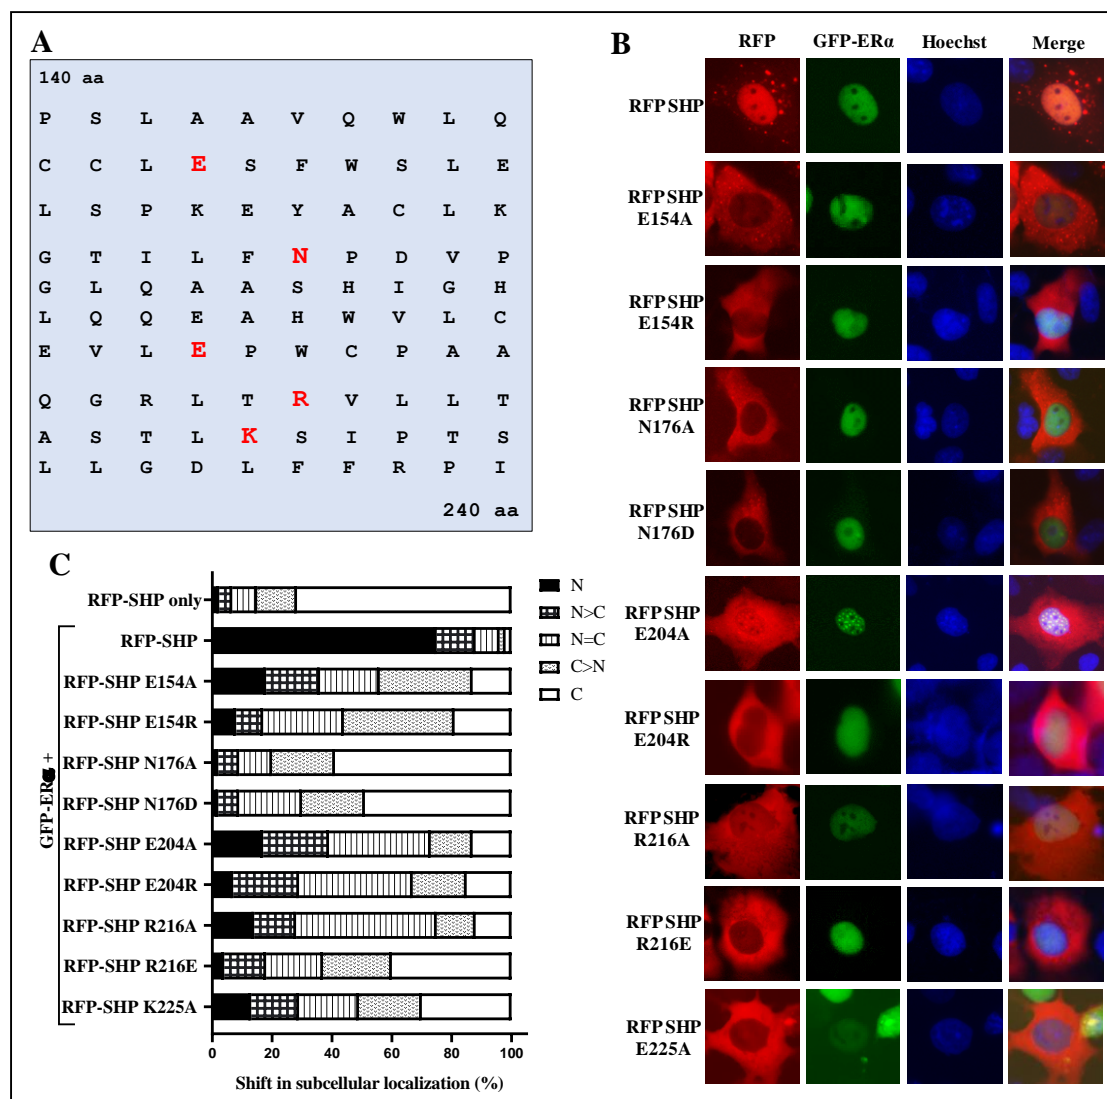 A
140 aa
P S L A A V Q W L Q
C C L E S F W S L E
L S P K E Y A C L K
G T I L F N P D V P
G L Q A A S H I G H
L Q Q E A H W V L C
E V L E P W C P A A
Q G R L T R V L L T
A S T L K S I P T S
L L G D L F F R P I
240 aa
B
RFP GFP-ERα Hoechst Merge
RFP SHP
RFP SHP
E154A
RFP SHP
E154R
RFP SHP
N176A
RFP SHP
N176D
RFP SHP
E204A
RFP SHP
E204R
RFP SHP
R216A
RFP SHP
R216E
RFP SHP
E225A
C
RFP-SHP only
RFP-SHP
RFP-SHP E154A
RFP-SHP E154R
RFP-SHP N176A
RFP-SHP N176D
RFP-SHP E204A
RFP-SHP E204R
RFP-SHP R216A
RFP-SHP R216E
RFP-SHP K225A
GFP-ERα +
N
N>C
N=C
C>N
C
0 20 40 60 80 100
Shift in subcellular localization (%)